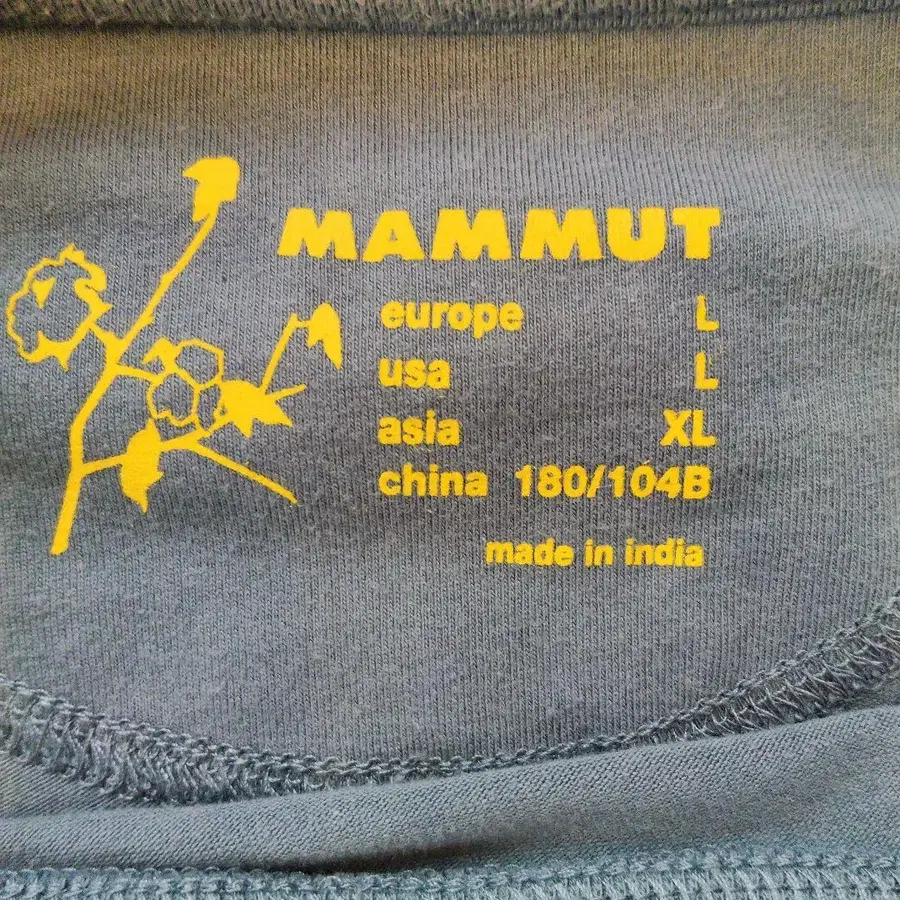 MAMMUT
europe L
usa L
asia XL
china 180/104B
made in india